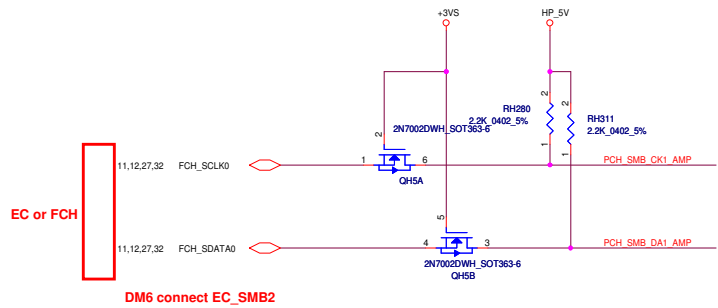 +3VS
HP_5V
RH280
2.2K_0402_5%
RH311
2.2K_0402_5%
2
2
2
2N7002DWH_SOT363-6
1
1
11,12,27,32
FCH_SCLK0
1
6
PCH_SMB_CK1_AMP
QH5A
EC or FCH
5
11,12,27,32
FCH_SDATA0
4
3
PCH_SMB_DA1_AMP
2N7002DWH_SOT363-6
QH5B
DM6 connect EC_SMB2